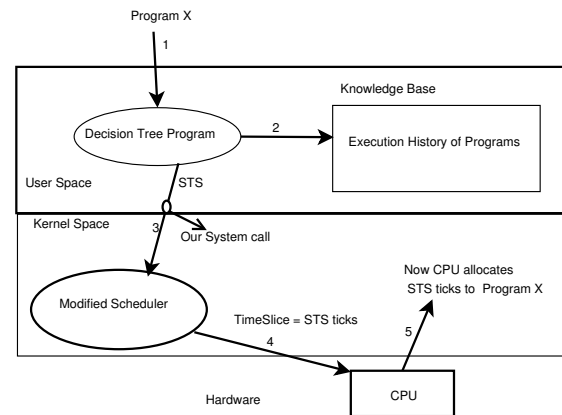 Program X
1
Knowledge Base
Decision Tree Program
2
Execution History of Programs
User Space
STS
Kernel Space
3
Our System call
Now CPU allocates
STS ticks to Program X
Modified Scheduler
TimeSlice = STS ticks
4
5
CPU
Hardware